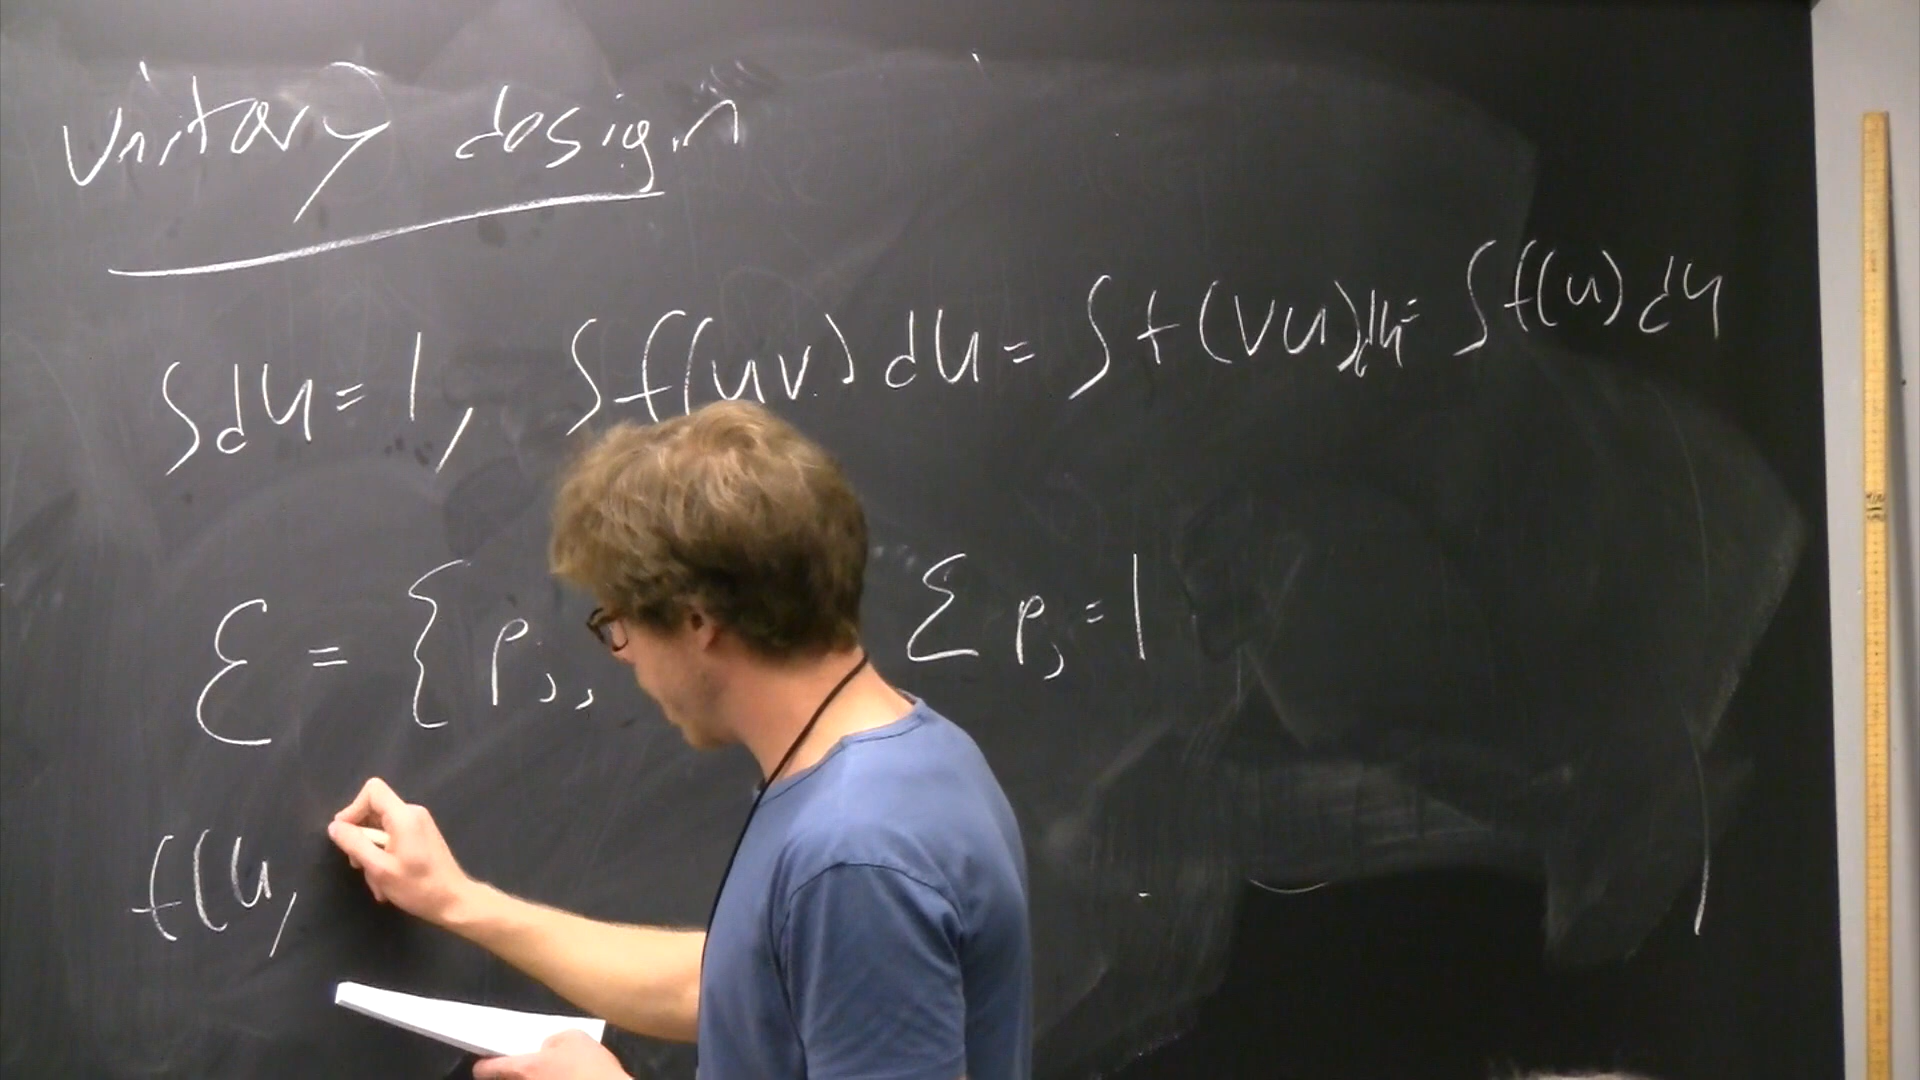 Unitary design
∫du = 1, ∫f(uv) du = ∫f(vu)du = ∫f(u) du
Ɛ = { p_j, Σ p_j = 1
f(u,